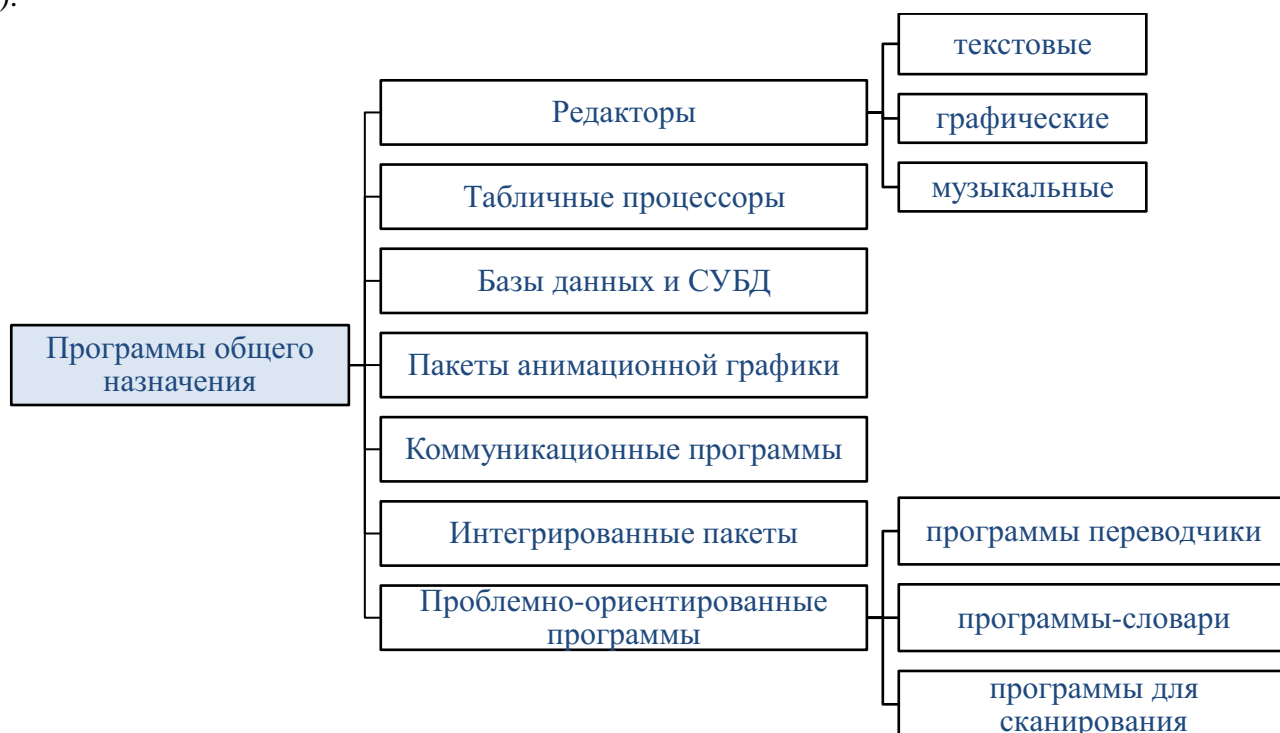 ).
текстовые
Редакторы
графические
музыкальные
Табличные процессоры
Базы данных и СУБД
Программы общего
назначения
Пакеты анимационной графики
Коммуникационные программы
Интегрированные пакеты
программы переводчики
Проблемно-ориентированные
программы
программы-словари
программы для
сканирования